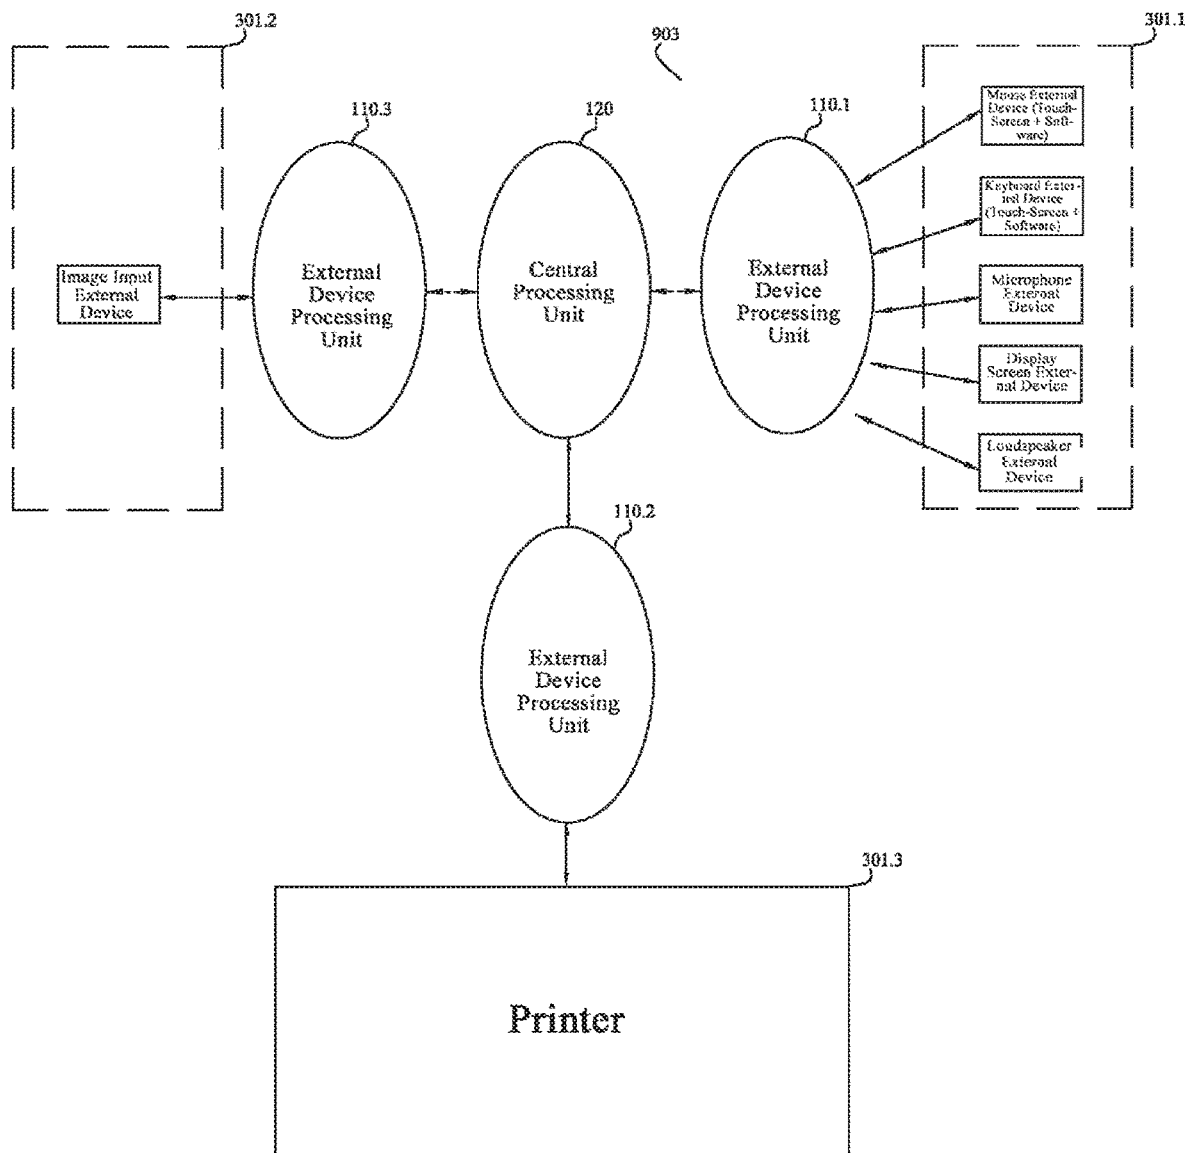 301.2
903
301.1
110.3
120
110.1
Mouse External
Device (Touch-
Screen + Soft-
ware)
Keyboard Exter-
nal Device
(Touch-Screen +
Software)
Image Input
External
Device
External
Device
Processing
Unit
Central
Processing
Unit
External
Device
Processing
Unit
Microphone
External
Device
Display
Screen Exter-
nal Device
Loudspeaker
External
Device
110.2
External
Device
Processing
Unit
301.3
Printer